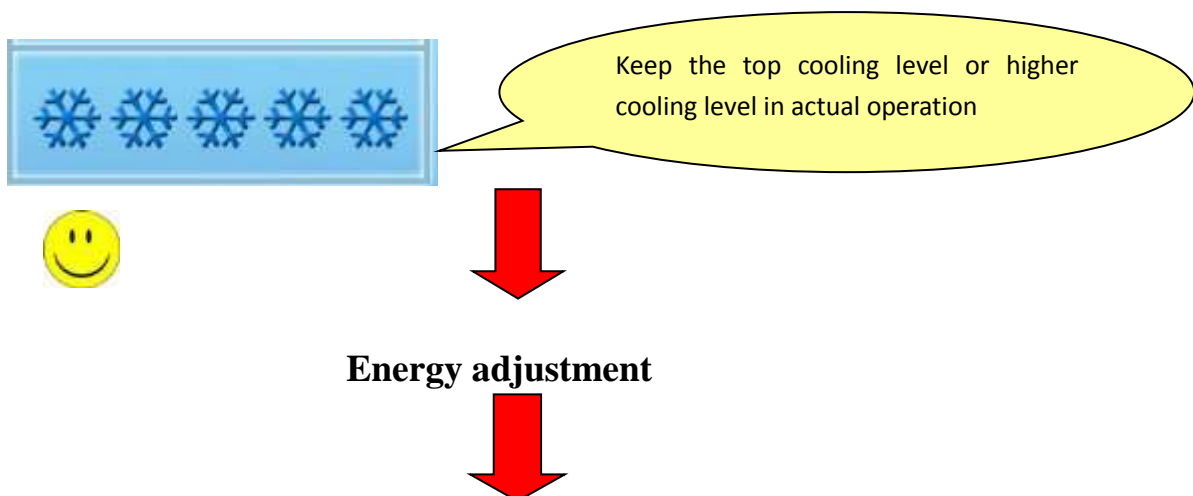 Keep the top cooling level or higher
cooling level in actual operation
Energy adjustment